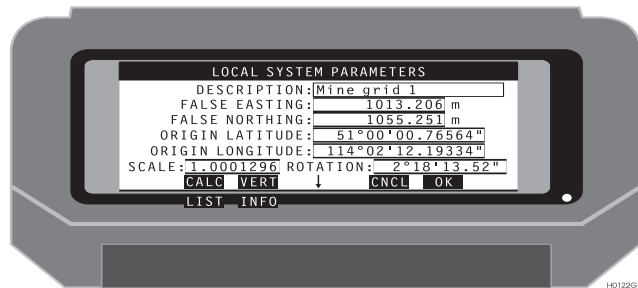 LOCAL SYSTEM PARAMETERS
DESCRIPTION: Mine grid 1
FALSE EASTING: 1013.206 m
FALSE NORTHING: 1055.251 m
ORIGIN LATITUDE: 51°00'00.76564"
ORIGIN LONGITUDE: 114°02'12.19334"
SCALE: 1.0001296 ROTATION: 2°18'13.52"
CALC VERT ↓ CNCL OK
LIST INFO
H0122G